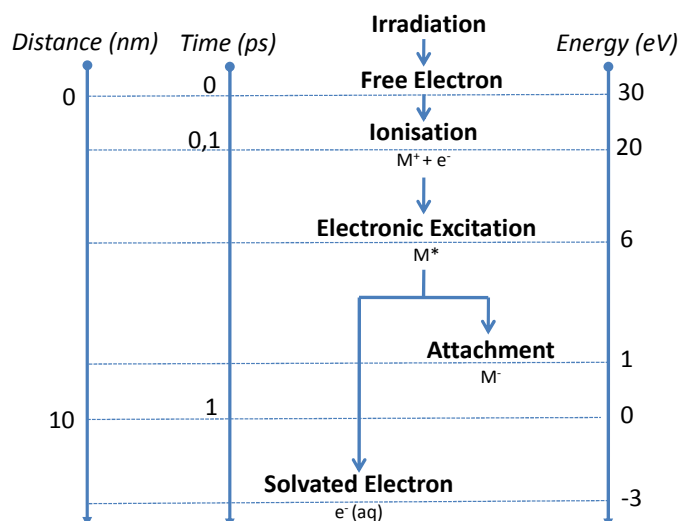 Irradiation
Distance (nm) Time (ps) Energy (eV)
0 0 Free Electron 30
0,1 Ionisation 20
M⁺ + e⁻
Electronic Excitation 6
M*
Attachment 1
M⁻
10 1 0
Solvated Electron -3
e⁻ (aq)